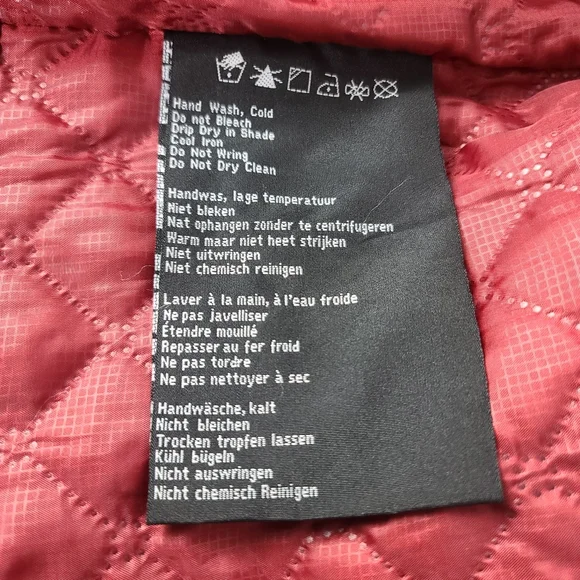 Hand Wash, Cold
Do not Bleach
Drip Dry in Shade
Cool Iron
Do Not Wring
Do Not Dry Clean
Handwas, lage temperatuur
Niet bleken
Nat ophangen zonder te centrifugeren
Warm maar niet heet strijken
Niet uitwringen
Niet chemisch reinigen
Laver à la main, à l'eau froide
Ne pas javelliser
Étendre mouillé
Repasser au fer froid
Ne pas tordre
Ne pas nettoyer à sec
Handwäsche, kalt
Nicht bleichen
Trocken tropfen lassen
Kühl bügeln
Nicht auswringen
Nicht chemisch Reinigen